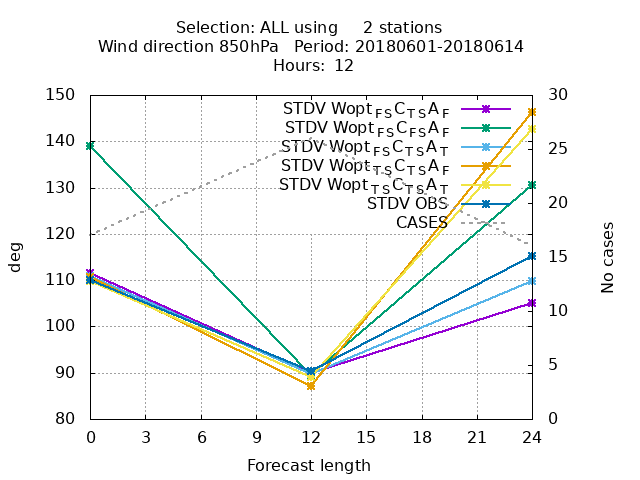 Selection: ALL using 2 stations
Wind direction 850hPa Period: 20180601-20180614
Hours: 12
STDV Wopt FS C TS A F
STDV Wopt FS C FS A F
STDV Wopt FS C FS A T
STDV Wopt TS C TS A F
STDV Wopt TS C TS A T
STDV OBS
CASES
150
140
130
120
110
100
90
80
30
25
20
15
10
5
0
deg
No cases
0 3 6 9 12 15 18 21 24
Forecast length